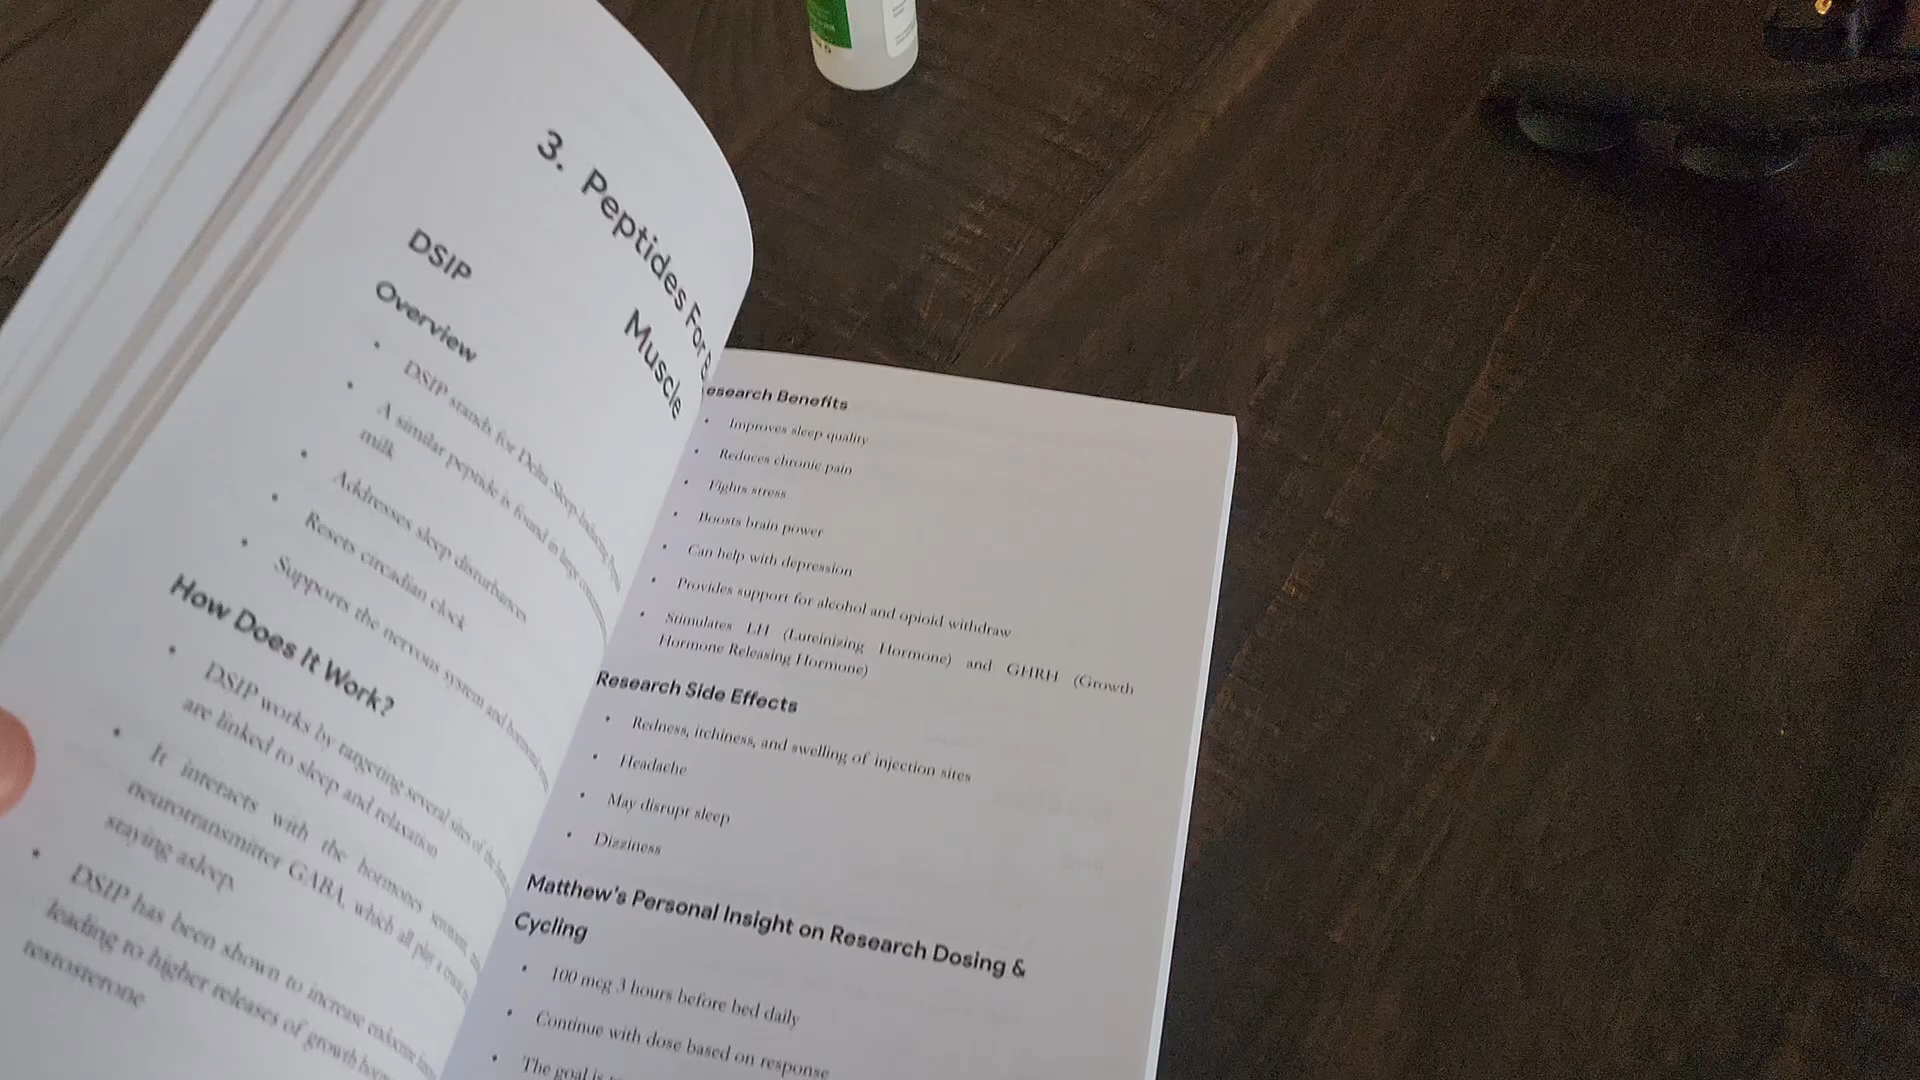 3. Peptides For
Muscle
DSIP
Overview
• DSIP stands for Delta Sleep-Inducing
• A similar peptide is found in large
milk
• Addresses sleep disturbances
• Resets circadian clock
• Supports the nervous system and hormonal
How Does It Work?
• DSIP works by targeting several sites of the
are linked to sleep and relaxation
• It interacts with the hormones
neurotransmitter GABA, which all play a
staying asleep.
• DSIP has been shown to increase
leading to higher releases of growth
testosterone
esearch Benefits
• Improves sleep quality
• Reduces chronic pain
• Fights stress
• Boosts brain power
• Can help with depression
• Provides support for alcohol and opioid withdraw
• Stimulates LH (Luteinizing Hormone) and GHRH (Growth
Hormone Releasing Hormone)
Research Side Effects
• Redness, itchiness, and swelling of injection sites
• Headache
• May disrupt sleep
• Dizziness
Matthew's Personal Insight on Research Dosing &
Cycling
• 100 mcg 3 hours before bed daily
• Continue with dose based on response
• The goal is